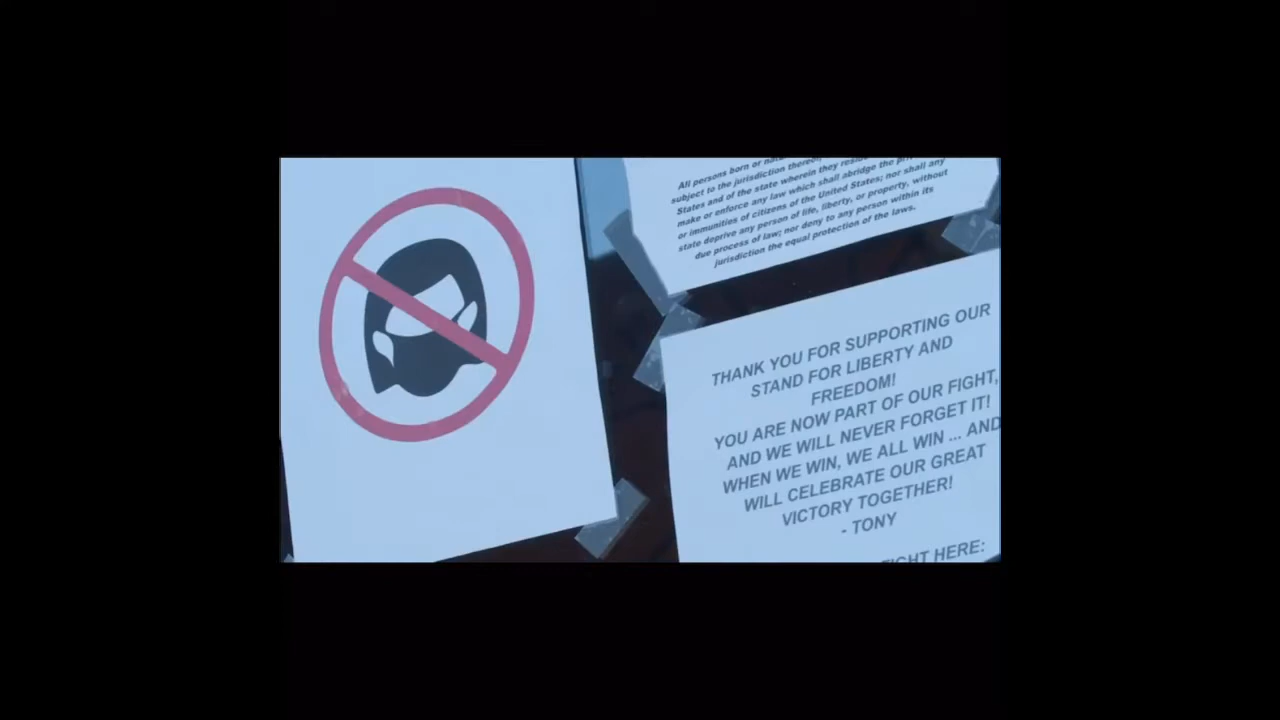 All persons born or
subject to the jurisdiction thereof,
States and of the state wherein they reside
make or enforce any law which shall abridge the
or immunities of citizens of the United States; nor shall any
state deprive any person of life, liberty, or property, without
due process of law; nor deny to any person within its
jurisdiction the equal protection of the laws.
THANK YOU FOR SUPPORTING OUR
STAND FOR LIBERTY AND
FREEDOM!
YOU ARE NOW PART OF OUR FIGHT,
AND WE WILL NEVER FORGET IT!
WHEN WE WIN, WE ALL WIN ... AND
WILL CELEBRATE OUR GREAT
VICTORY TOGETHER!
- TONY
HERE: